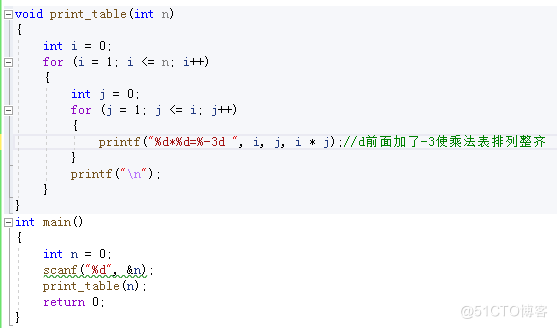 void print_table(int n)
{
    int i = 0;
    for (i = 1; i <= n; i++)
    {
        int j = 0;
        for (j = 1; j <= i; j++)
        {
            printf("%d*%d=%-3d ", i, j, i * j);//d前面加了-3使乘法表排列整齐
        }
        printf("\n");
    }
}
int main()
{
    int n = 0;
    scanf("%d", &n);
    print_table(n);
    return 0;
}
@51CTO博客